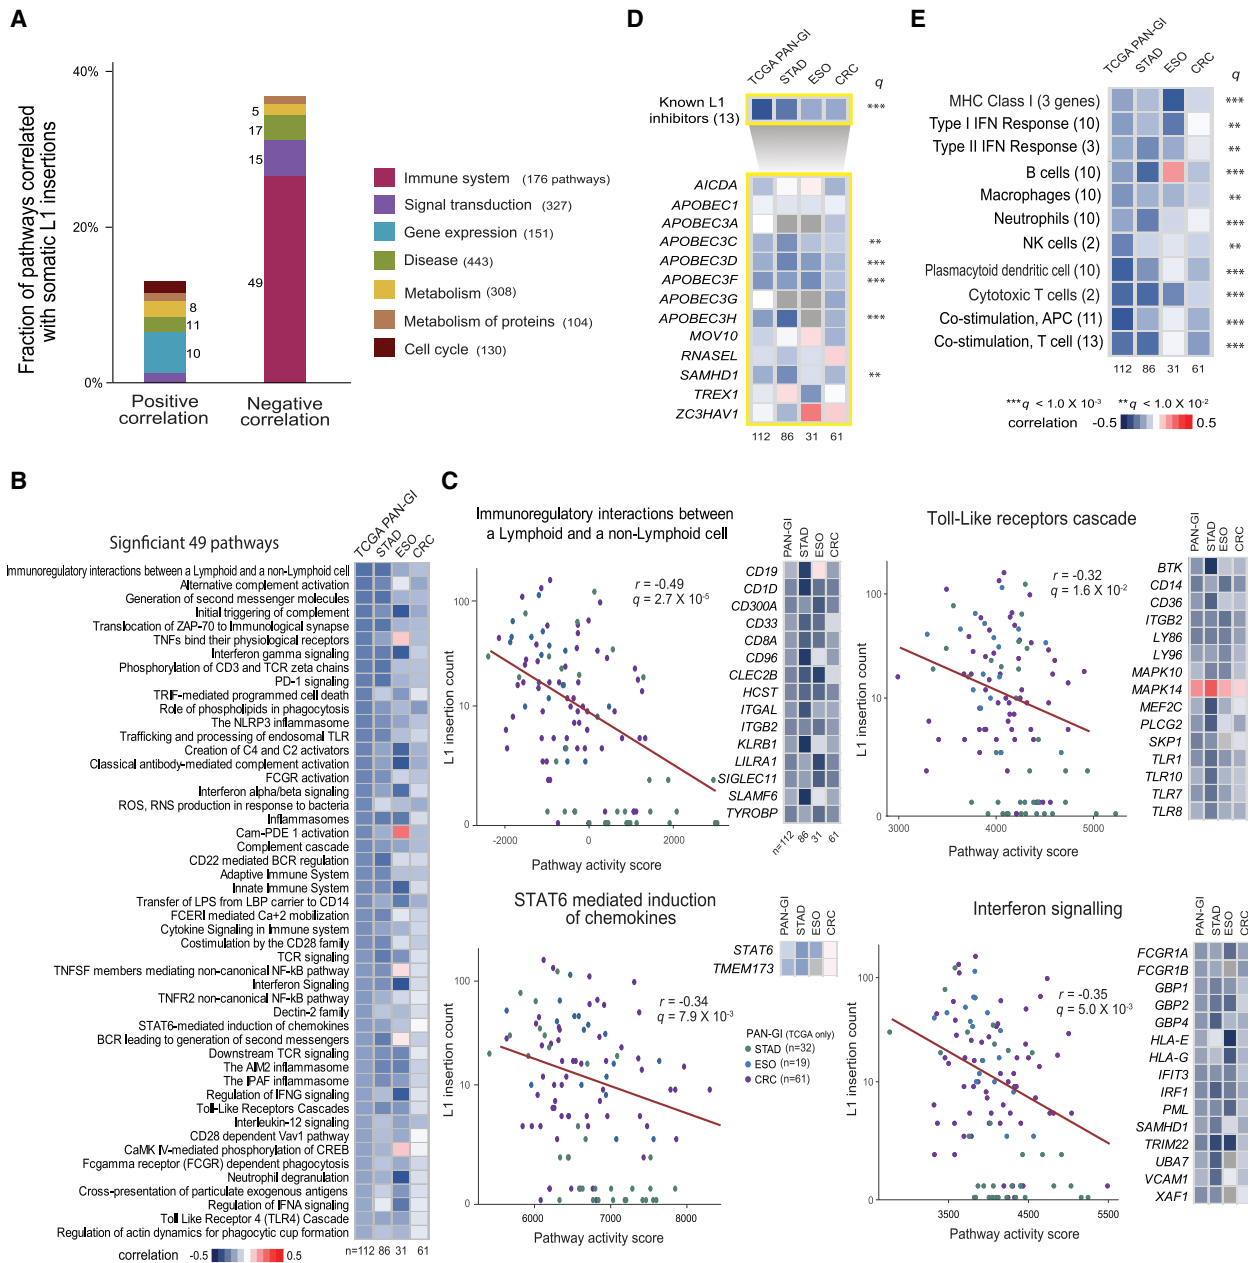 A
40%
20%
0%
Fraction of pathways correlated
with somatic L1 insertions
8
11
10
5
17
15
49
Positive
correlation
Negative
correlation
Immune system (176 pathways)
Signal transduction (327)
Gene expression (151)
Disease (443)
Metabolism (308)
Metabolism of proteins (104)
Cell cycle (130)
D
TCGA PAN-GI
STAD
ESO
CRC
q
Known L1
inhibitors (13)
***
AICDA
APOBEC1
APOBEC3A
APOBEC3C **
APOBEC3D ***
APOBEC3F ***
APOBEC3G
APOBEC3H ***
MOV10
RNASEL
SAMHD1 **
TREX1
ZC3HAV1
112 86 31 61
E
TCGA PAN-GI
STAD
ESO
CRC
q
MHC Class I (3 genes) ***
Type I IFN Response (10) **
Type II IFN Response (3) **
B cells (10) ***
Macrophages (10) **
Neutrophils (10) ***
NK cells (2) **
Plasmacytoid dendritic cell (10) ***
Cytotoxic T cells (2) ***
Co-stimulation, APC (11) ***
Co-stimulation, T cell (13) ***
112 86 31 61
***q < 1.0 X 10⁻³ **q < 1.0 X 10⁻²
correlation -0.5 0.5
B
Signficiant 49 pathways
TCGA PAN-GI
STAD
ESO
CRC
Immunoregulatory interactions between a Lymphoid and a non-Lymphoid cell
Alternative complement activation
Generation of second messenger molecules
Initial triggering of complement
Translocation of ZAP-70 to Immunological synapse
TNFs bind their physiological receptors
Interferon gamma signaling
Phosphorylation of CD3 and TCR zeta chains
PD-1 signaling
TRIF-mediated programmed cell death
Role of phospholipids in phagocytosis
The NLRP3 inflammasome
Trafficking and processing of endosomal TLR
Creation of C4 and C2 activators
Classical antibody-mediated complement activation
FCGR activation
Interferon alpha/beta signaling
ROS, RNS production in response to bacteria
Inflammasomes
Cam-PDE 1 activation
Complement cascade
CD22 mediated BCR regulation
Adaptive Immune System
Innate Immune System
Transfer of LPS from LBP carrier to CD14
FCERI mediated Ca+2 mobilization
Cytokine Signaling in Immune system
Costimulation by the CD28 family
TCR signaling
TNFSF members mediating non-canonical NF-kB pathway
Interferon Signaling
TNFR2 non-canonical NF-kB pathway
Dectin-2 family
STAT6-mediated induction of chemokines
BCR leading to generation of second messengers
Downstream TCR signaling
The AIM2 inflammasome
The IPAF inflammasome
Regulation of IFNG signaling
Toll-Like Receptors Cascades
Interleukin-12 signaling
CD28 dependent Vav1 pathway
CaMK IV-mediated phosphorylation of CREB
Fcgamma receptor (FCGR) dependent phagocytosis
Neutrophil degranulation
Cross-presentation of particulate exogenous antigens
Regulation of IFNA signaling
Toll Like Receptor 4 (TLR4) Cascade
Regulation of actin dynamics for phagocytic cup formation
correlation -0.5 0.5
n=112 86 31 61
C
Immunoregulatory interactions between
a Lymphoid and a non-Lymphoid cell
r = -0.49
q = 2.7 X 10⁻⁵
L1 insertion count
100
10
0
-2000 0 2000
Pathway activity score
PAN-GI
STAD
ESO
CRC
CD19
CD1D
CD300A
CD33
CD8A
CD96
CLEC2B
HCST
ITGAL
ITGB2
KLRB1
LILRA1
SIGLEC11
SLAMF6
TYROBP
n=112 86 31 61
Toll-Like receptors cascade
r = -0.32
q = 1.6 X 10⁻²
L1 insertion count
100
10
0
3000 4000 5000
Pathway activity score
PAN-GI
STAD
ESO
CRC
BTK
CD14
CD36
ITGB2
LY86
LY96
MAPK10
MAPK14
MEF2C
PLCG2
SKP1
TLR1
TLR10
TLR7
TLR8
STAT6 mediated induction
of chemokines
r = -0.34
q = 7.9 X 10⁻³
L1 insertion count
100
10
0
6000 7000 8000
Pathway activity score
PAN-GI
STAD
ESO
CRC
STAT6
TMEM173
PAN-GI (TCGA only)
STAD (n=32)
ESO (n=19)
CRC (n=61)
Interferon signalling
r = -0.35
q = 5.0 X 10⁻³
L1 insertion count
100
10
0
3500 4500 5500
Pathway activity score
PAN-GI
STAD
ESO
CRC
FCGR1A
FCGR1B
GBP1
GBP2
GBP4
HLA-E
HLA-G
IFIT3
IRF1
PML
SAMHD1
TRIM22
UBA7
VCAM1
XAF1